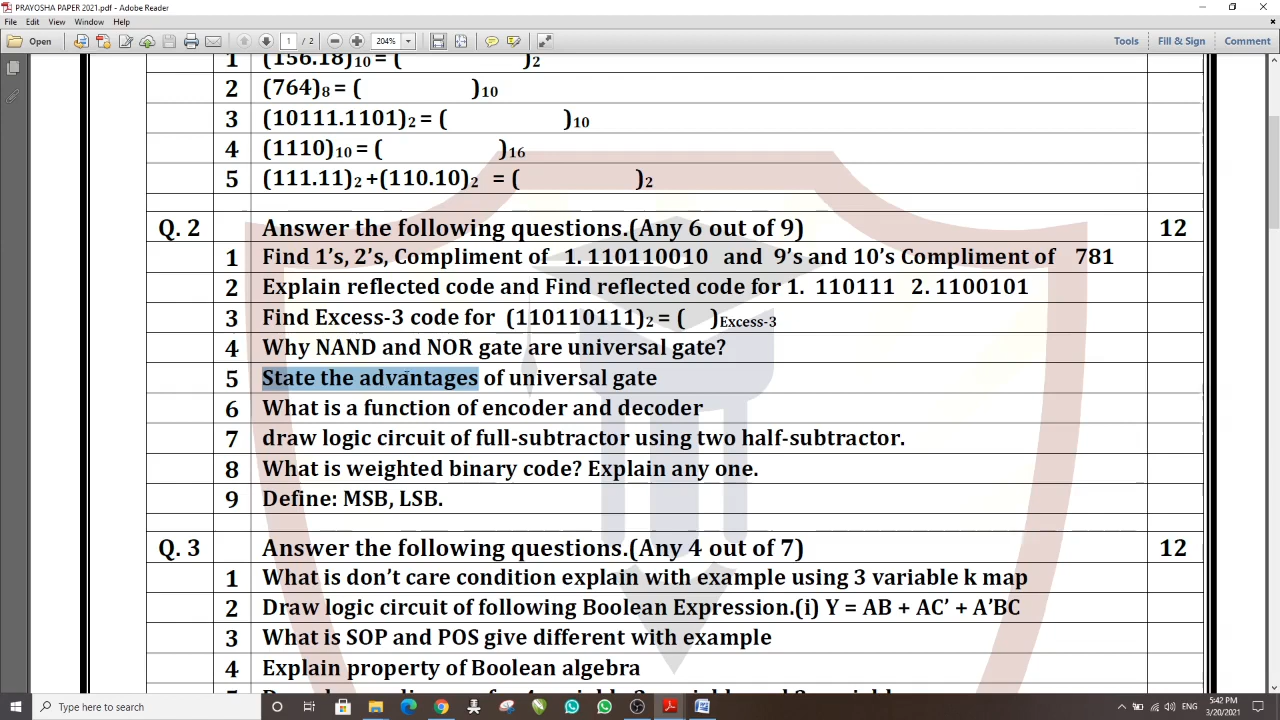 PRAYOSHA PAPER 2021.pdf - Adobe Reader
File Edit View Window Help
Open 1 / 2 204% Tools Fill & Sign Comment
1 (156.18)10 = ( )2
2 (764)8 = ( )10
3 (10111.1101)2 = ( )10
4 (1110)10 = ( )16
5 (111.11)2 +(110.10)2 = ( )2
Q. 2 Answer the following questions.(Any 6 out of 9) 12
1 Find 1's, 2's, Compliment of 1. 110110010 and 9's and 10's Compliment of 781
2 Explain reflected code and Find reflected code for 1. 110111 2. 1100101
3 Find Excess-3 code for (110110111)2 = ( )Excess-3
4 Why NAND and NOR gate are universal gate?
5 State the advantages of universal gate
6 What is a function of encoder and decoder
7 draw logic circuit of full-subtractor using two half-subtractor.
8 What is weighted binary code? Explain any one.
9 Define: MSB, LSB.
Q. 3 Answer the following questions.(Any 4 out of 7) 12
1 What is don't care condition explain with example using 3 variable k map
2 Draw logic circuit of following Boolean Expression.(i) Y = AB + AC' + A'BC
3 What is SOP and POS give different with example
4 Explain property of Boolean algebra
Type here to search
5:42 PM
3/20/2021